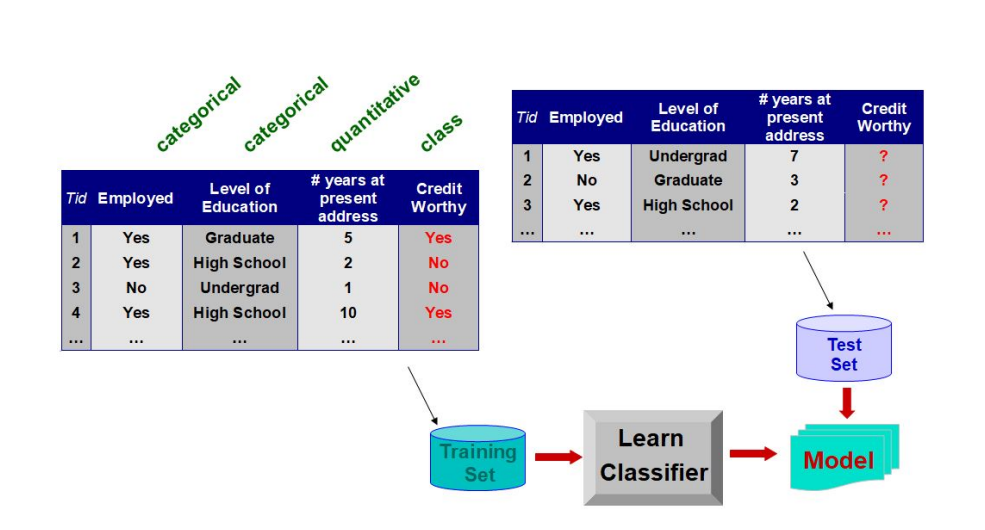 categorical
categorical
quantitative
class
Tid Employed Level of Education # years at present address Credit Worthy
1 Yes Graduate 5 Yes
2 Yes High School 2 No
3 No Undergrad 1 No
4 Yes High School 10 Yes
… … … … …
Tid Employed Level of Education # years at present address Credit Worthy
1 Yes Undergrad 7 ?
2 No Graduate 3 ?
3 Yes High School 2 ?
… … … … …
Test
Set
Training
Set
Learn
Classifier
Model